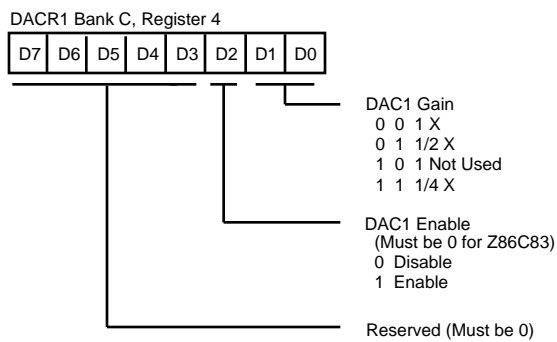 DACR1 Bank C, Register 4
D7 D6 D5 D4 D3 D2 D1 D0
DAC1 Gain
0 0 1 X
0 1 1/2 X
1 0 1 Not Used
1 1 1/4 X
DAC1 Enable
(Must be 0 for Z86C83)
0 Disable
1 Enable
Reserved (Must be 0)